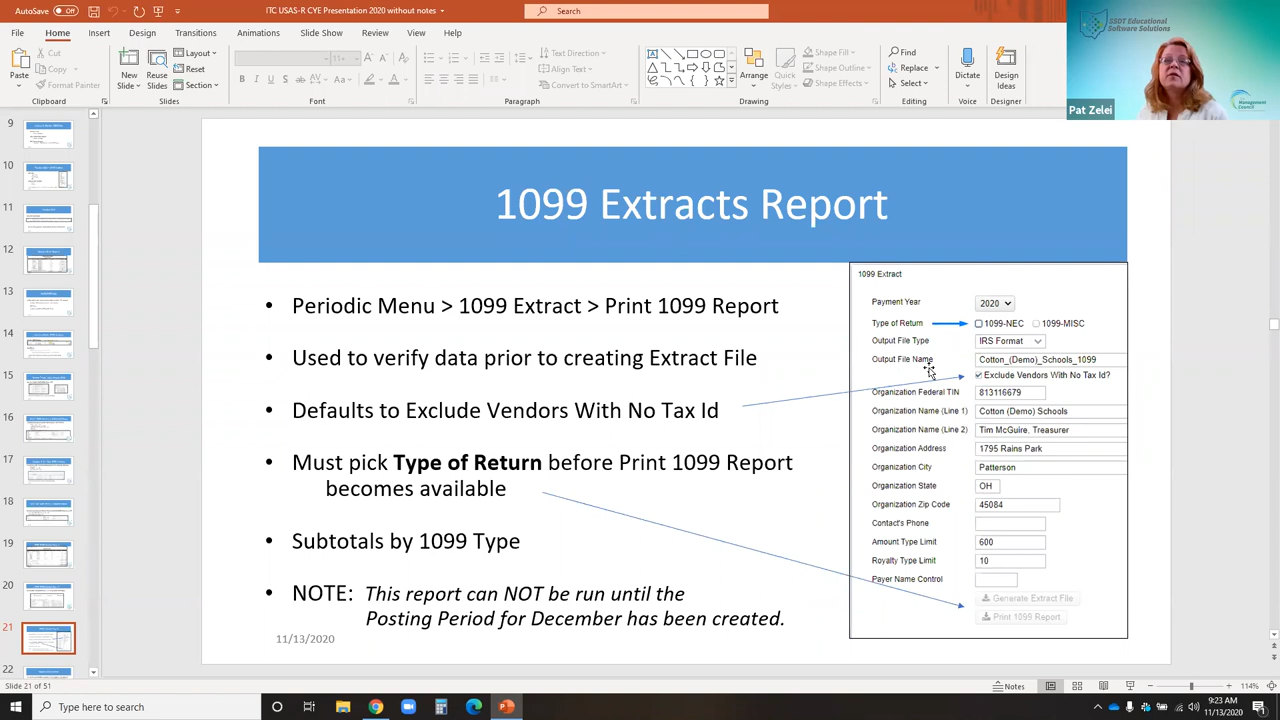 AutoSave Off
ITC USAS-R CYE Presentation 2020 without notes
Search
File Home Insert Design Transitions Animations Slide Show Review View Help
SSDT Educational
Software Solutions
Management
Council
Pat Zelei
Paste
Cut
Copy
Format Painter
Clipboard
New
Slide
Reuse
Slides
Layout
Reset
Section
Slides
11
B I U S ab AV Aa A
Font
Text Direction
Align Text
Convert to SmartArt
Paragraph
Arrange
Quick
Styles
Shape Fill
Shape Outline
Shape Effects
Drawing
Find
Replace
Select
Editing
Dictate
Voice
Design
Ideas
Designer
9
10
11
12
13
14
15
16
17
18
19
20
21
22
1099 Extracts Report
• Periodic Menu > 1099 Extract > Print 1099 Report
• Used to verify data prior to creating Extract File
• Defaults to Exclude Vendors With No Tax Id
• Must pick Type of Return before Print 1099 Report
becomes available
• Subtotals by 1099 Type
• NOTE: This report can NOT be run until the
Posting Period for December has been created.
11/13/2020
1099 Extract
Payment Year 2020
Type of Return 1099-NEC 1099-MISC
Output File Type IRS Format
Output File Name Cotton_(Demo)_Schools_1099
Exclude Vendors With No Tax Id?
Organization Federal TIN 813116679
Organization Name (Line 1) Cotton (Demo) Schools
Organization Name (Line 2) Tim McGuire, Treasurer
Organization Address 1795 Rains Park
Organization City Patterson
Organization State OH
Organization Zip Code 45084
Contact's Phone
Amount Type Limit 600
Royalty Type Limit 10
Payer Name Control
Generate Extract File
Print 1099 Report
Slide 21 of 51
Notes
114%
Type here to search
9:23 AM
11/13/2020